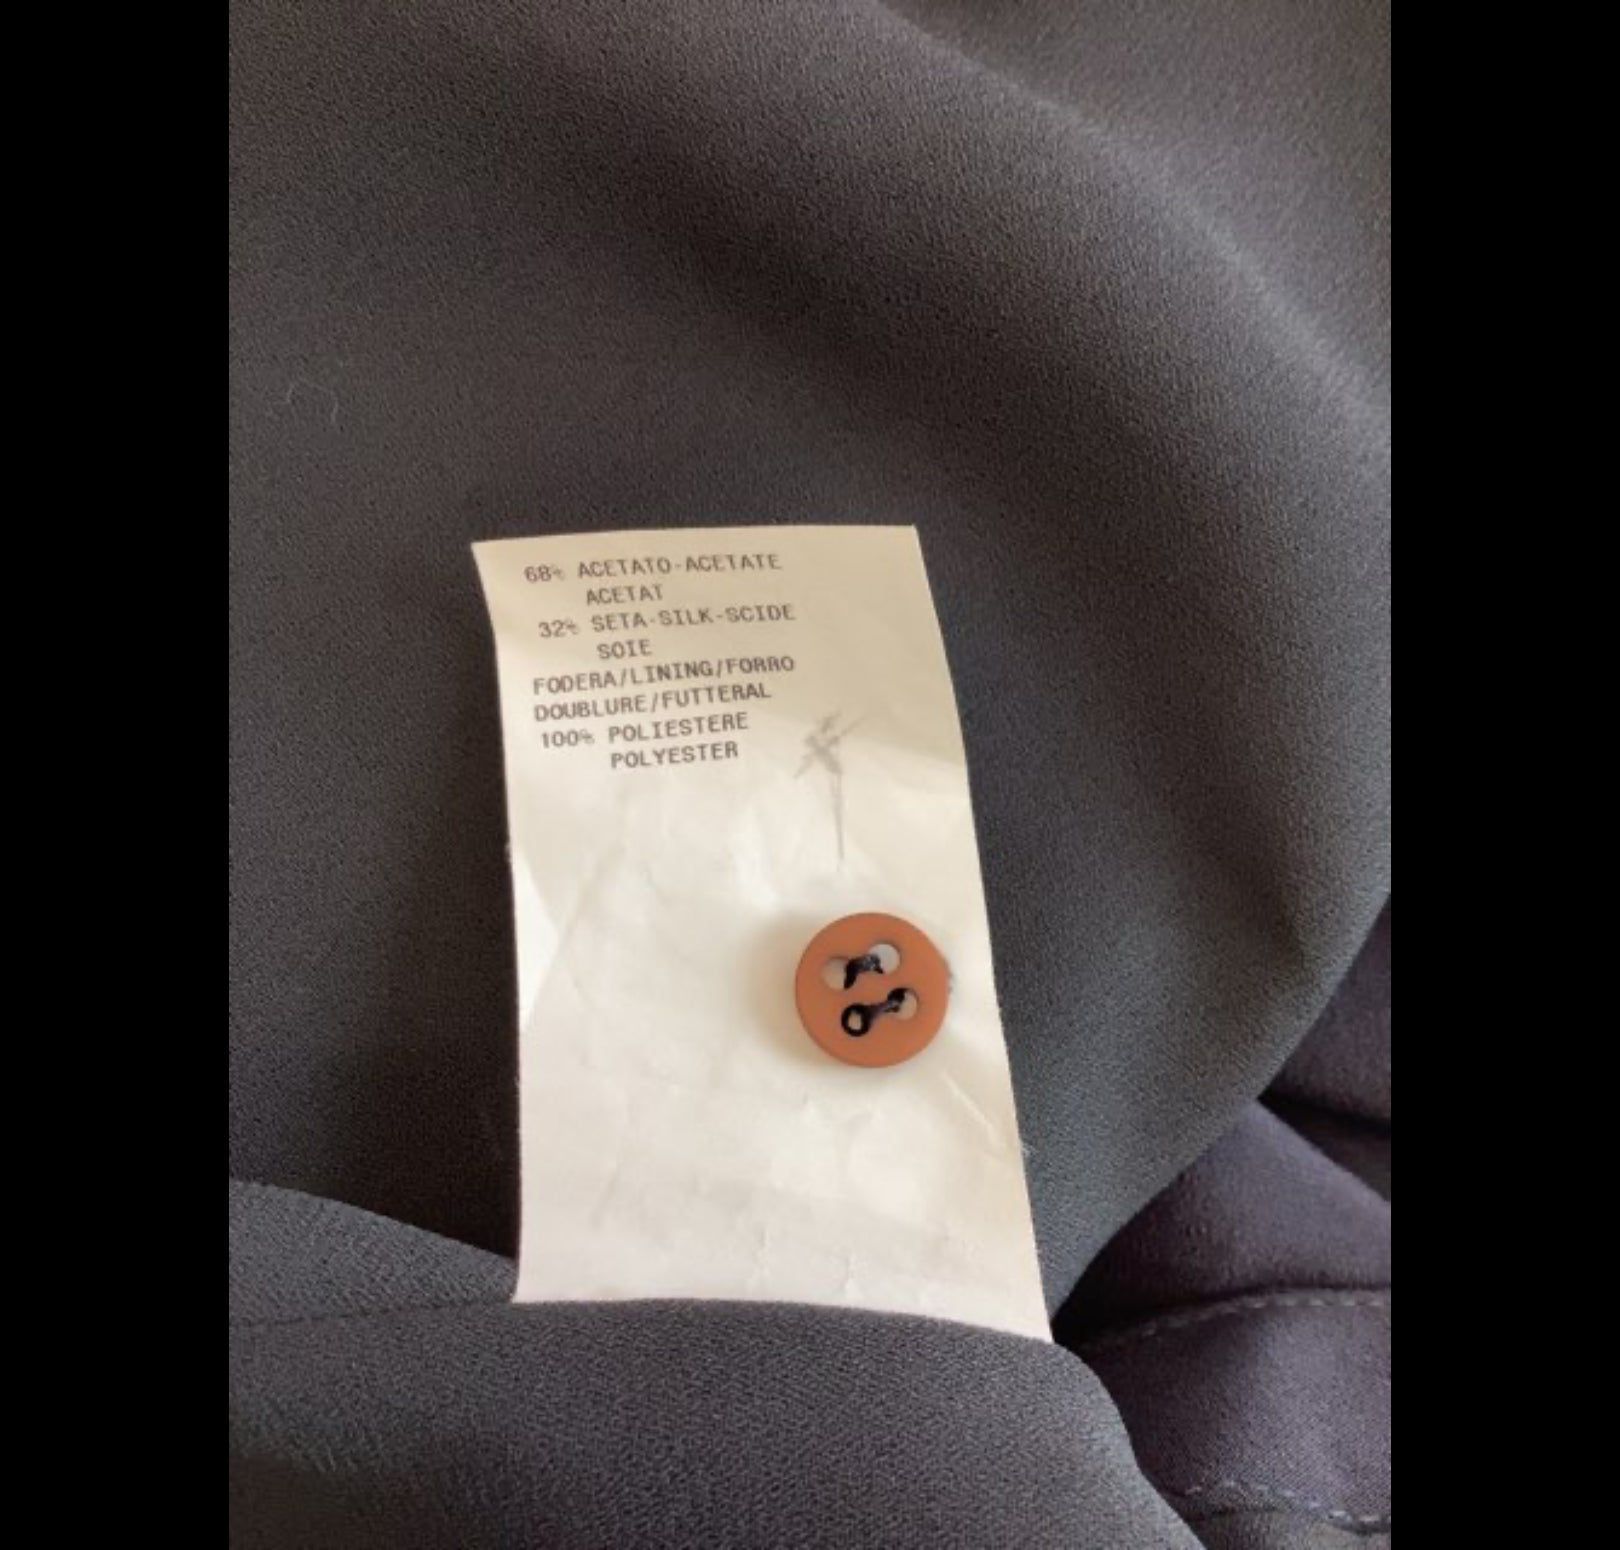 68% ACETATO-ACETATE
ACETAT
32% SETA-SILK-SCIDE
SOIE
FODERA/LINING/FORRO
DOUBLURE/FUTTERAL
100% POLIESTERE
POLYESTER